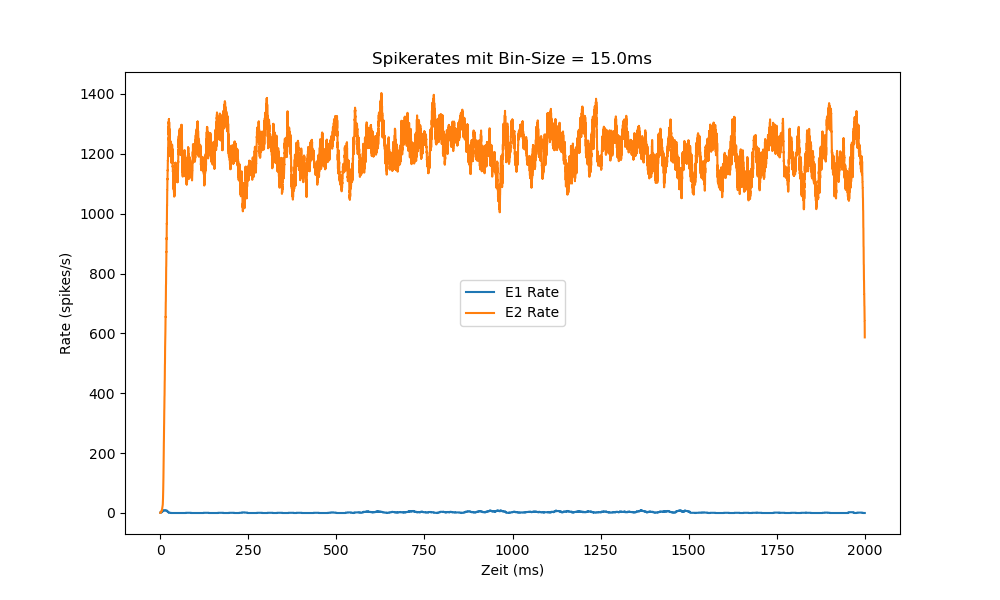 Spikerates mit Bin-Size = 15.0ms
1400
1200
1000
800
600
400
200
0
Rate (spikes/s)
E1 Rate
E2 Rate
0 250 500 750 1000 1250 1500 1750 2000
Zeit (ms)